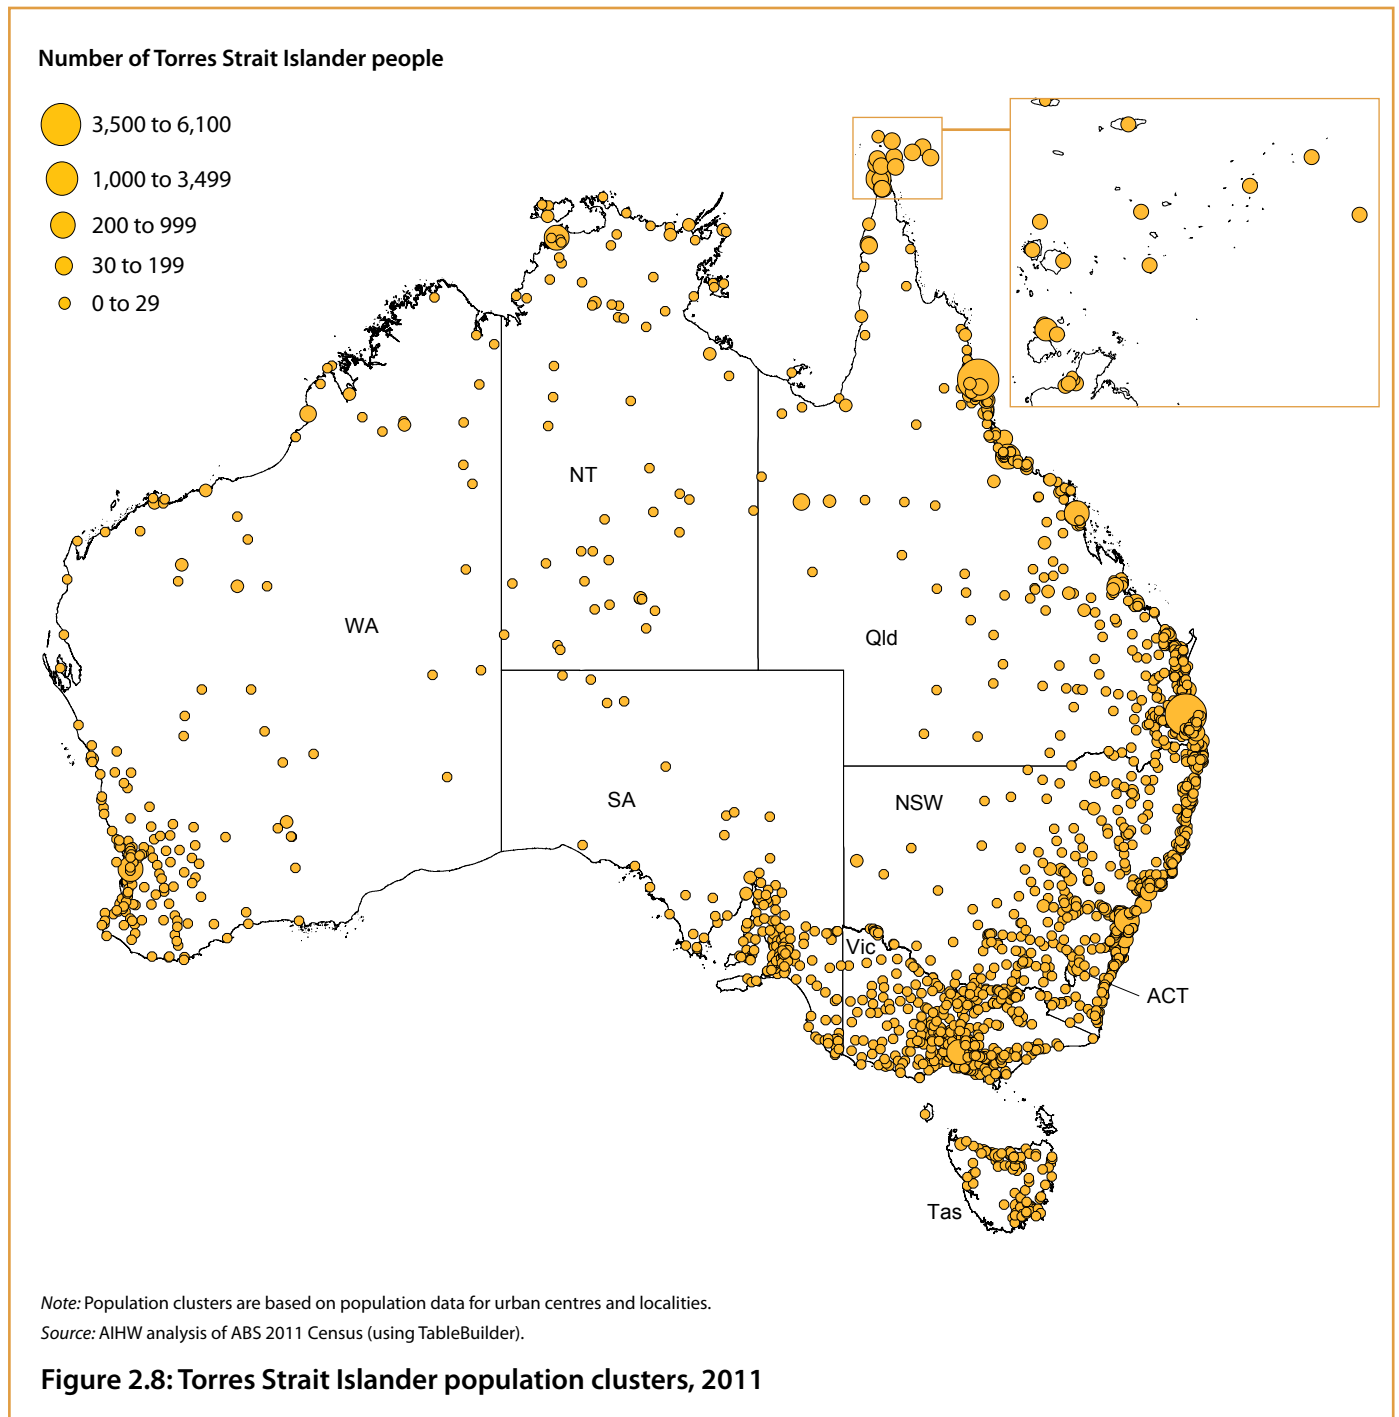 Number of Torres Strait Islander people
3,500 to 6,100
1,000 to 3,499
200 to 999
30 to 199
0 to 29
NT
WA
Qld
SA
NSW
Vic
ACT
Tas
Note: Population clusters are based on population data for urban centres and localities.
Source: AIHW analysis of ABS 2011 Census (using TableBuilder).
Figure 2.8: Torres Strait Islander population clusters, 2011